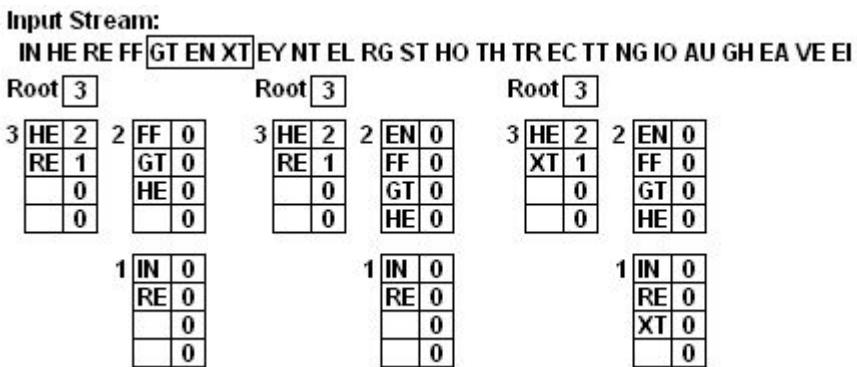 Input Stream:
IN HE RE FF GT EN XT EY NT EL RG ST HO TH TR EC TT NG IO AU GH EA VE EI
Root 3 Root 3 Root 3
3 HE 2 2 FF 0 3 HE 2 2 EN 0 3 HE 2 2 EN 0
RE 1 GT 0 RE 1 FF 0 XT 1 FF 0
0 HE 0 0 GT 0 0 GT 0
0 0 0 HE 0 0 HE 0
1 IN 0 1 IN 0 1 IN 0
RE 0 RE 0 RE 0
0 0 XT 0
0 0 0